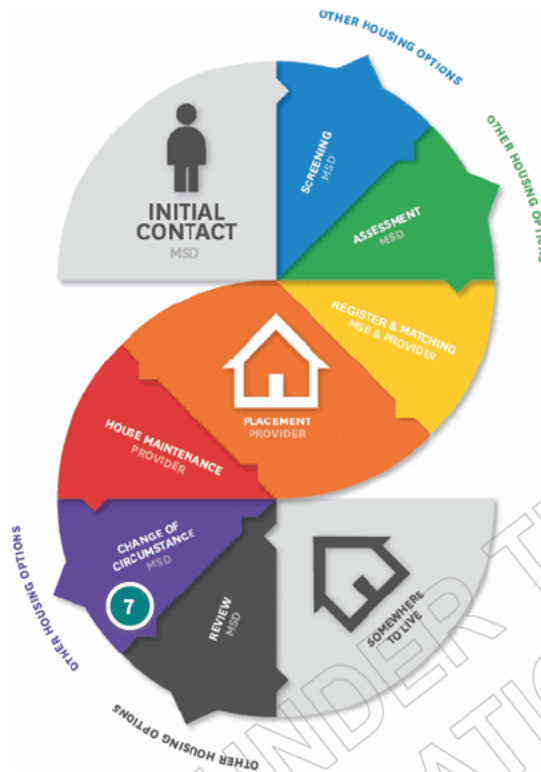 OTHER HOUSING OPTIONS
OTHER HOUSING OPTIONS
SCREENING
MSD
INITIAL
CONTACT
MSD
ASSESSMENT
MSD
REGISTER & MATCHING
MSD & PROVIDER
PLACEMENT
PROVIDER
HOUSE MAINTENANCE
PROVIDER
CHANGE OF
CIRCUMSTANCE
MSD
7
REVIEW
MSD
SOMEWHERE
TO LIVE
OTHER HOUSING OPTIONS
OTHER HOUSING OPTIONS
UNDER